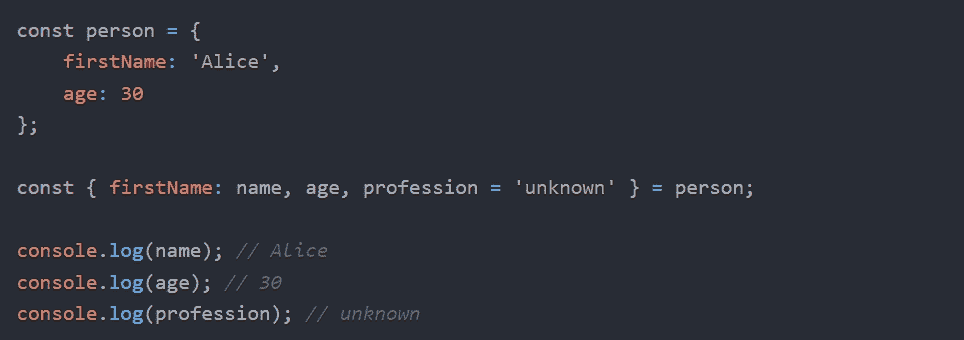 const person = {
    firstName: 'Alice',
    age: 30
};
const { firstName: name, age, profession = 'unknown' } = person;
console.log(name); // Alice
console.log(age); // 30
console.log(profession); // unknown